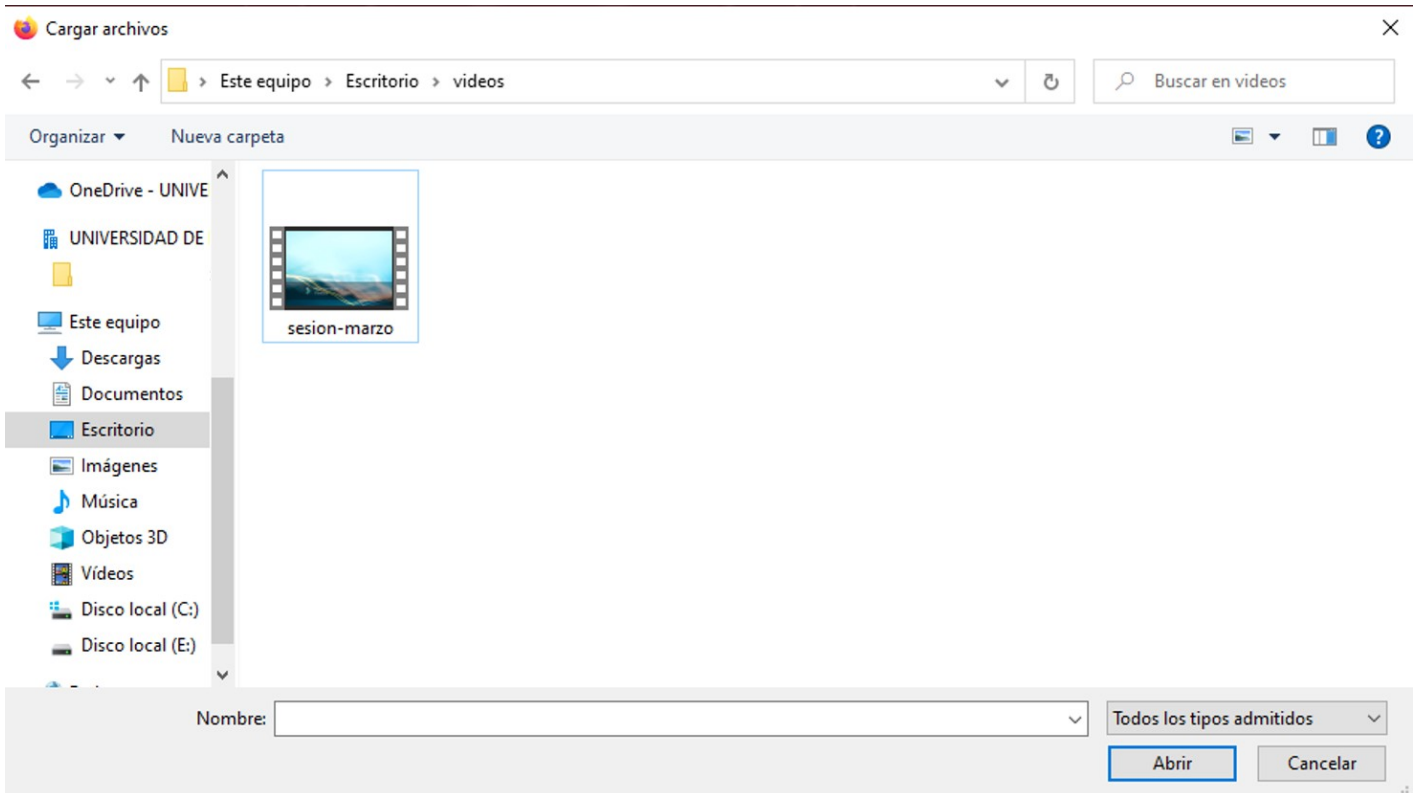 Cargar archivos
Este equipo > Escritorio > videos
Buscar en videos
Organizar
Nueva carpeta
OneDrive - UNIVE
UNIVERSIDAD DE
Este equipo
Descargas
Documentos
Escritorio
Imágenes
Música
Objetos 3D
Vídeos
Disco local (C:)
Disco local (E:)
sesion-marzo
Nombre:
Todos los tipos admitidos
Abrir
Cancelar